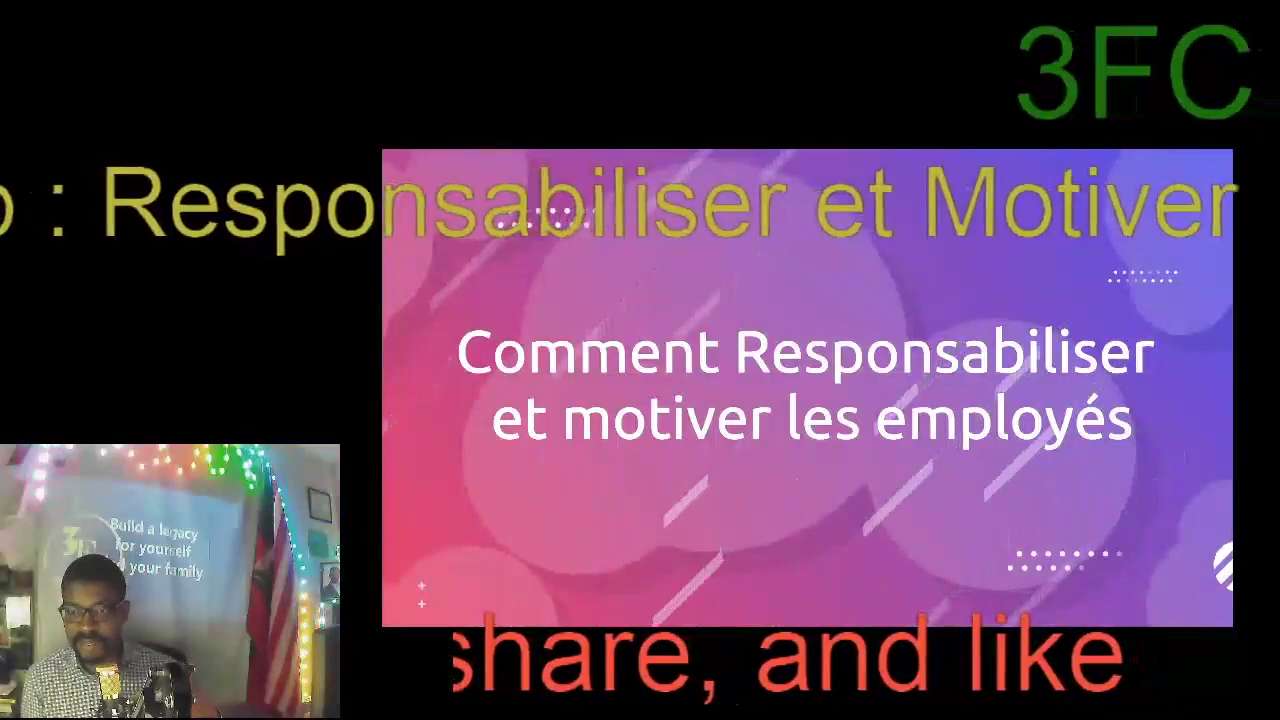 3FC
: Responsabiliser et Motiver
Comment Responsabiliser
et motiver les employés
Build a legacy
for yourself
your family
share, and like